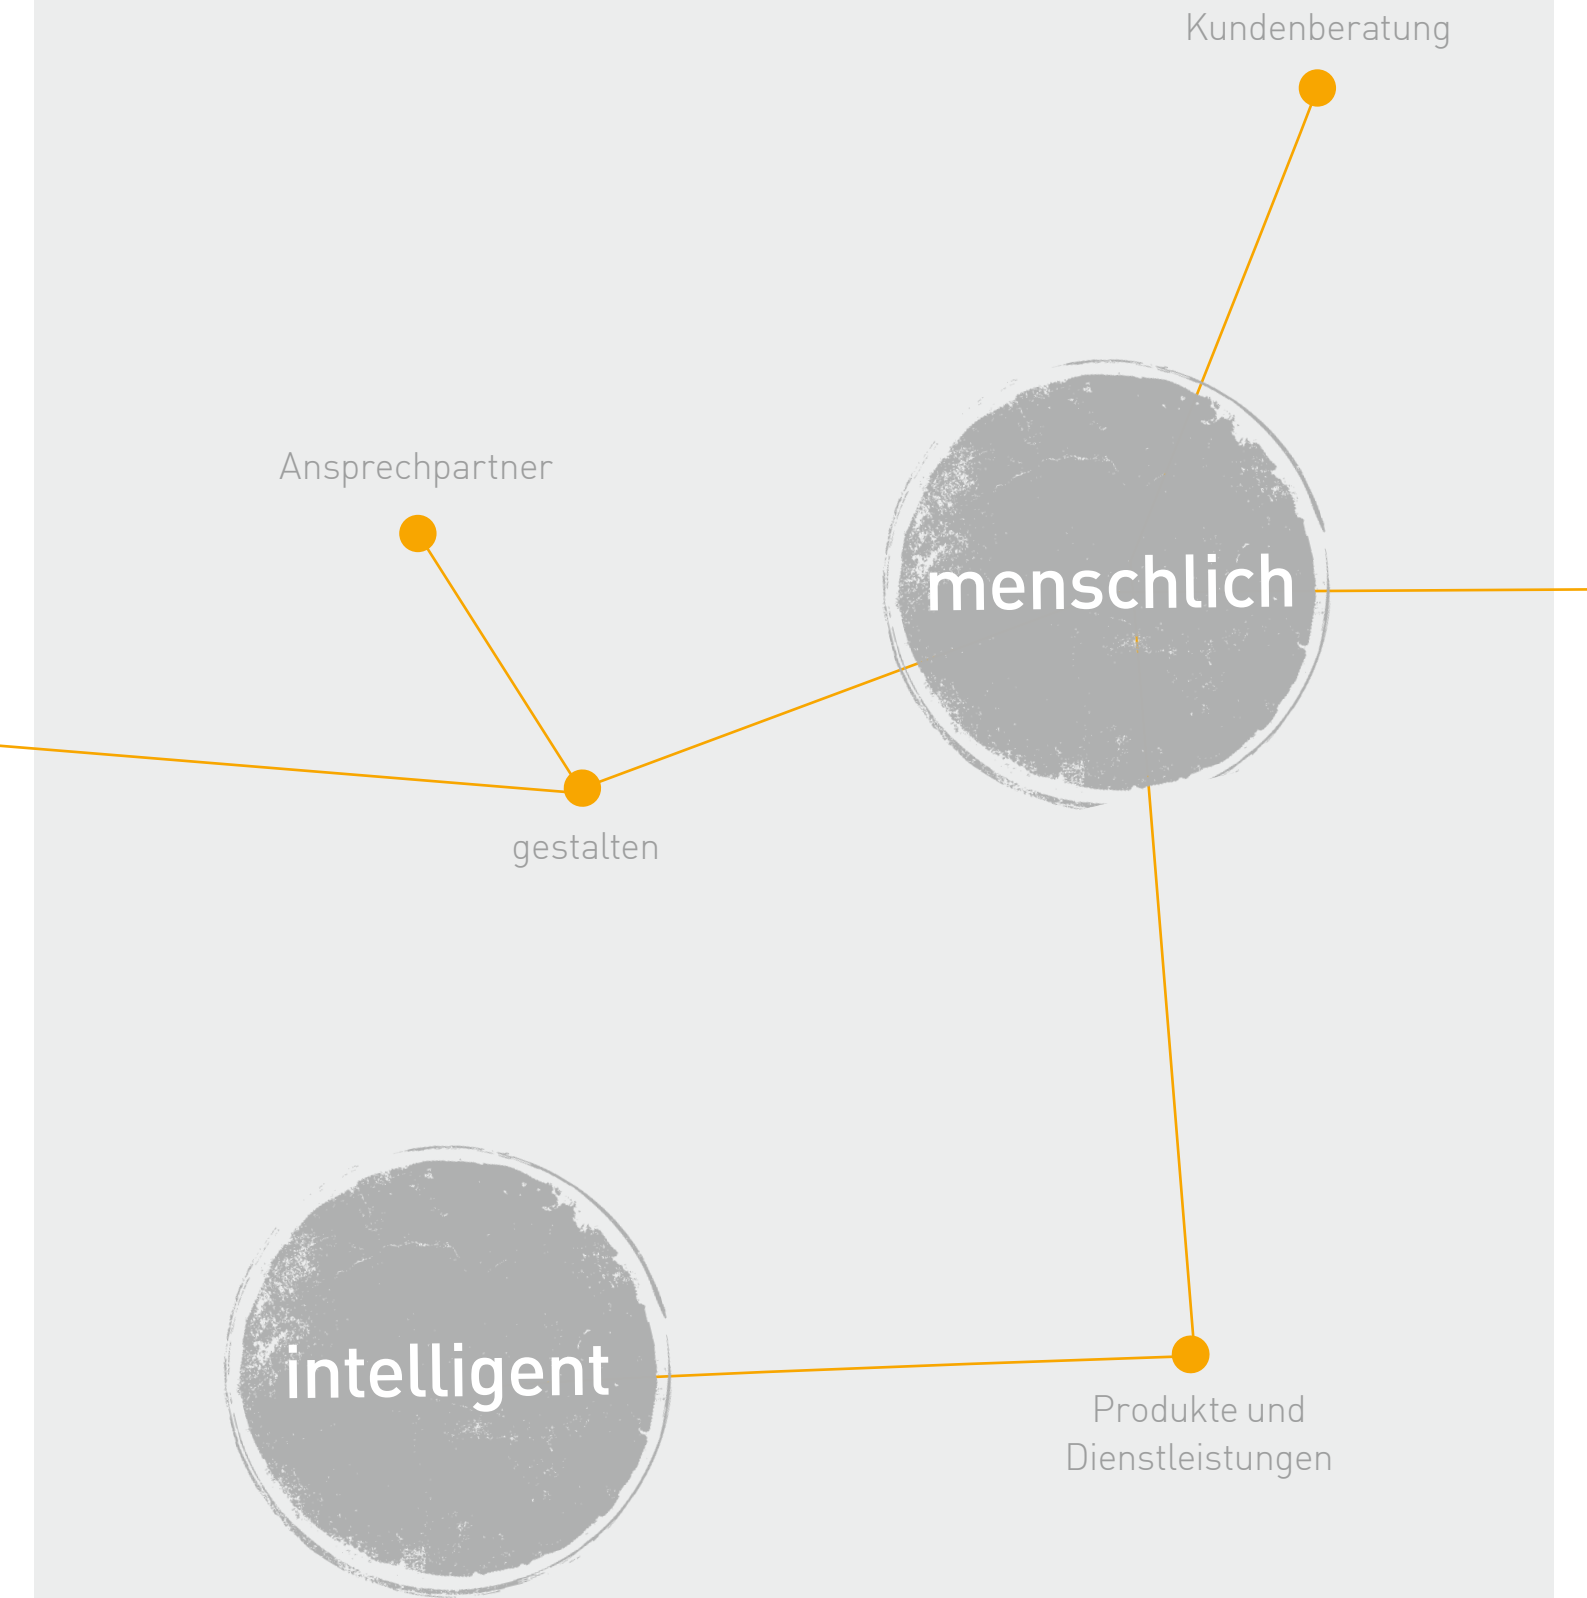 Kundenberatung
Ansprechpartner
menschlich
gestalten
intelligent
Produkte und
Dienstleistungen